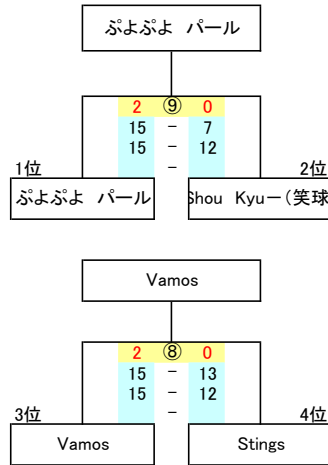 ぷよぷよ パール
2 ⑨ 0
15 - 7
15 - 12
-
1位 2位
ぷよぷよ パール Shou Kyuー(笑球
Vamos
2 ⑧ 0
15 - 13
15 - 12
-
3位 4位
Vamos Stings